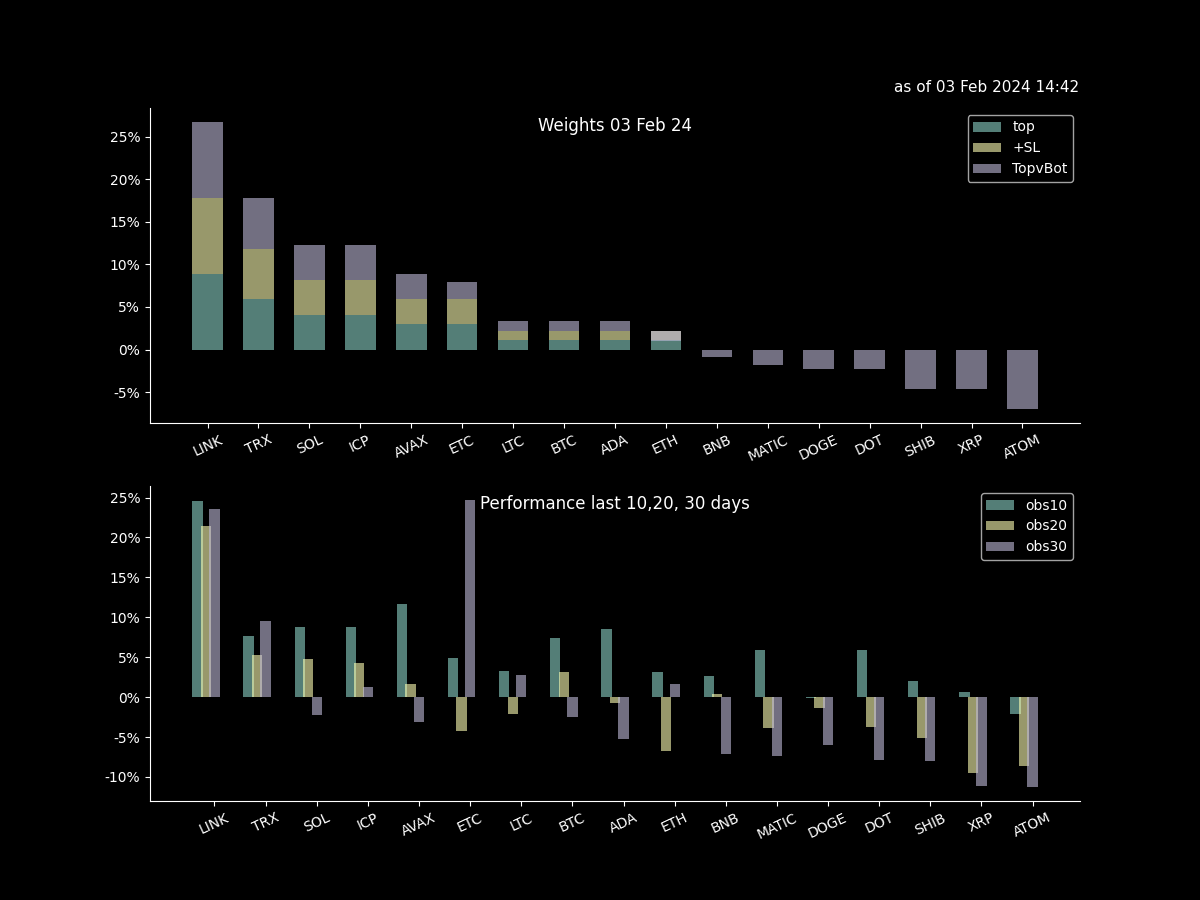 as of 03 Feb 2024 14:42
Weights 03 Feb 24
top
+SL
TopvBot
25%
20%
15%
10%
5%
0%
-5%
LINK TRX SOL ICP AVAX ETC LTC BTC ADA ETH BNB MATIC DOGE DOT SHIB XRP ATOM
Performance last 10,20, 30 days
obs10
obs20
obs30
25%
20%
15%
10%
5%
0%
-5%
-10%
LINK TRX SOL ICP AVAX ETC LTC BTC ADA ETH BNB MATIC DOGE DOT SHIB XRP ATOM